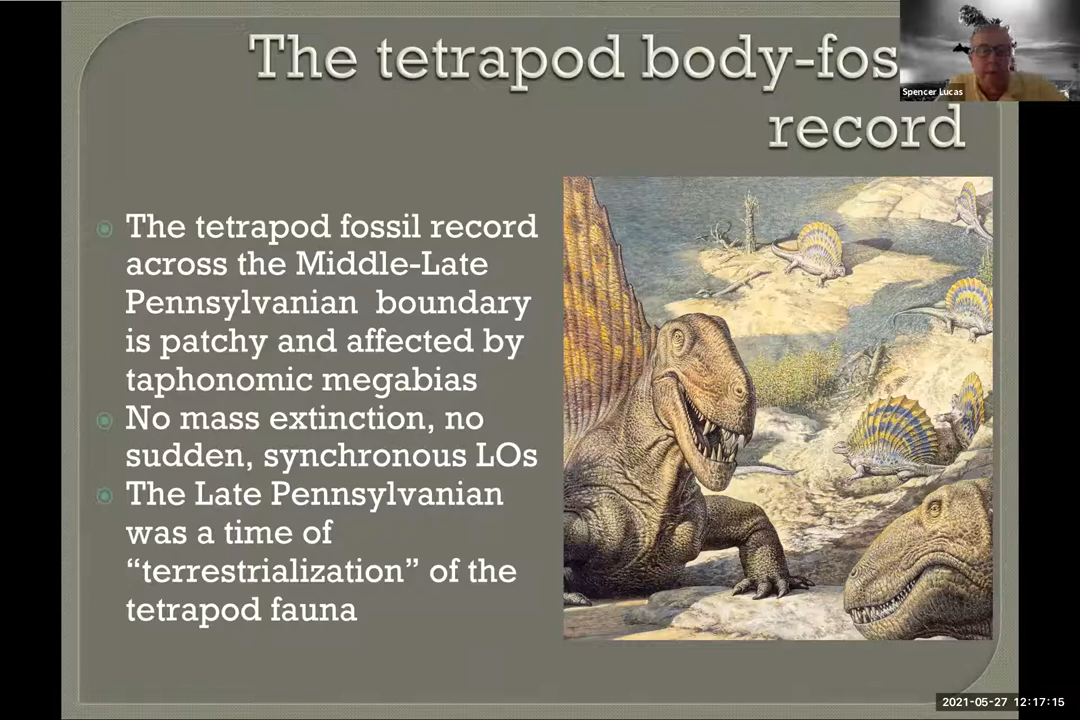 The tetrapod body-fos
record
Spencer Lucas
The tetrapod fossil record
across the Middle-Late
Pennsylvanian boundary
is patchy and affected by
taphonomic megabias
No mass extinction, no
sudden, synchronous LOs
The Late Pennsylvanian
was a time of
“terrestrialization” of the
tetrapod fauna
2021-05-27 12:17:15